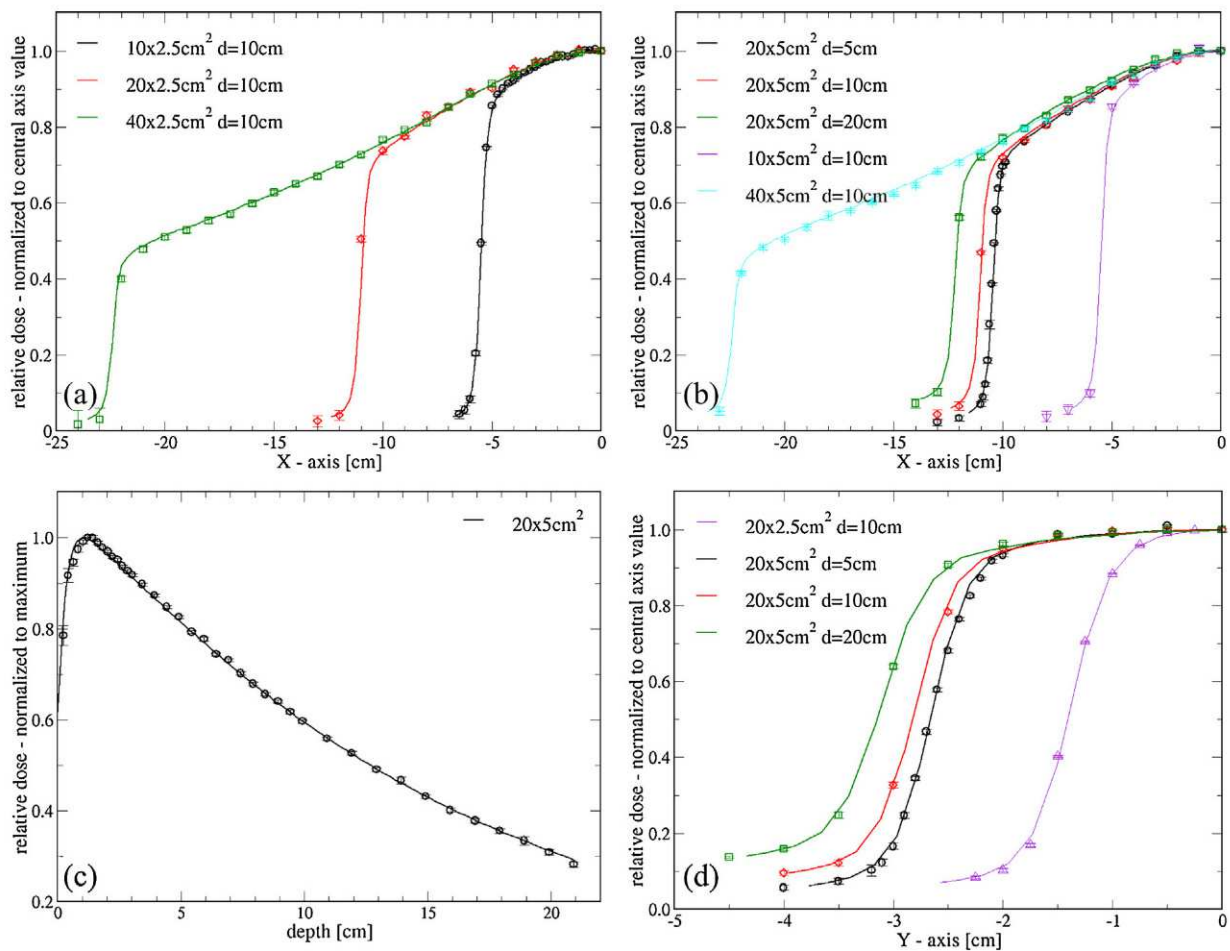 10x2.5cm² d=10cm
20x2.5cm² d=10cm
40x2.5cm² d=10cm
relative dose - normalized to central axis value
1.0
0.8
0.6
0.4
0.2
0
(a)
-25 -20 -15 -10 -5 0
X - axis [cm]
20x5cm² d=5cm
20x5cm² d=10cm
20x5cm² d=20cm
10x5cm² d=10cm
40x5cm² d=10cm
relative dose - normalized to central axis value
1.0
0.8
0.6
0.4
0.2
0
(b)
-25 -20 -15 -10 -5 0
X - axis [cm]
20x5cm²
relative dose - normalized to maximum
1.0
0.8
0.6
0.4
0.2
(c)
0 5 10 15 20
depth [cm]
20x2.5cm² d=10cm
20x5cm² d=5cm
20x5cm² d=10cm
20x5cm² d=20cm
relative dose - normalized to central axis value
1.0
0.8
0.6
0.4
0.2
0.0
(d)
-5 -4 -3 -2 -1 0
Y - axis [cm]